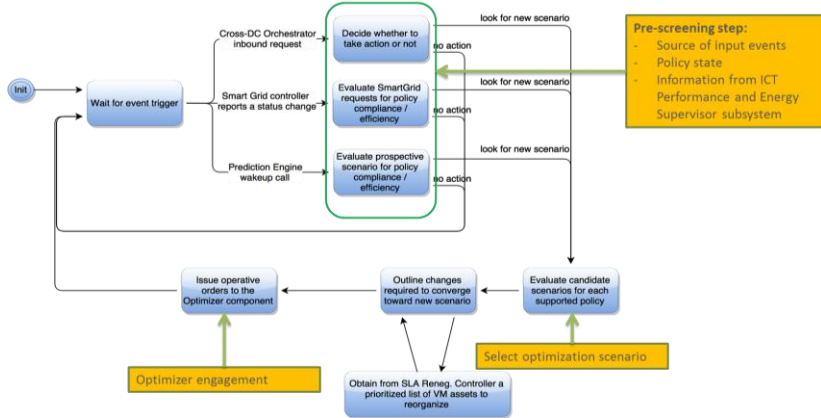 Init
Wait for event trigger
Cross-DC Orchestrator
inbound request
Smart Grid controller
reports a status change
Prediction Engine
wakeup call
Decide whether to
take action or not
Evaluate SmartGrid
requests for policy
compliance /
efficiency
Evaluate prospective
scenario for policy
compliance /
efficiency
look for new scenario
no action
look for new scenario
no action
look for new scenario
no action
Pre-screening step:
- Source of input events
- Policy state
- Information from ICT
Performance and Energy
Supervisor subsystem
Issue operative
orders to the
Optimizer component
Outline changes
required to converge
toward new scenario
Evaluate candidate
scenarios for each
supported policy
Optimizer engagement
Obtain from SLA Reneg. Controller a
prioritized list of VM assets to
reorganize
Select optimization scenario